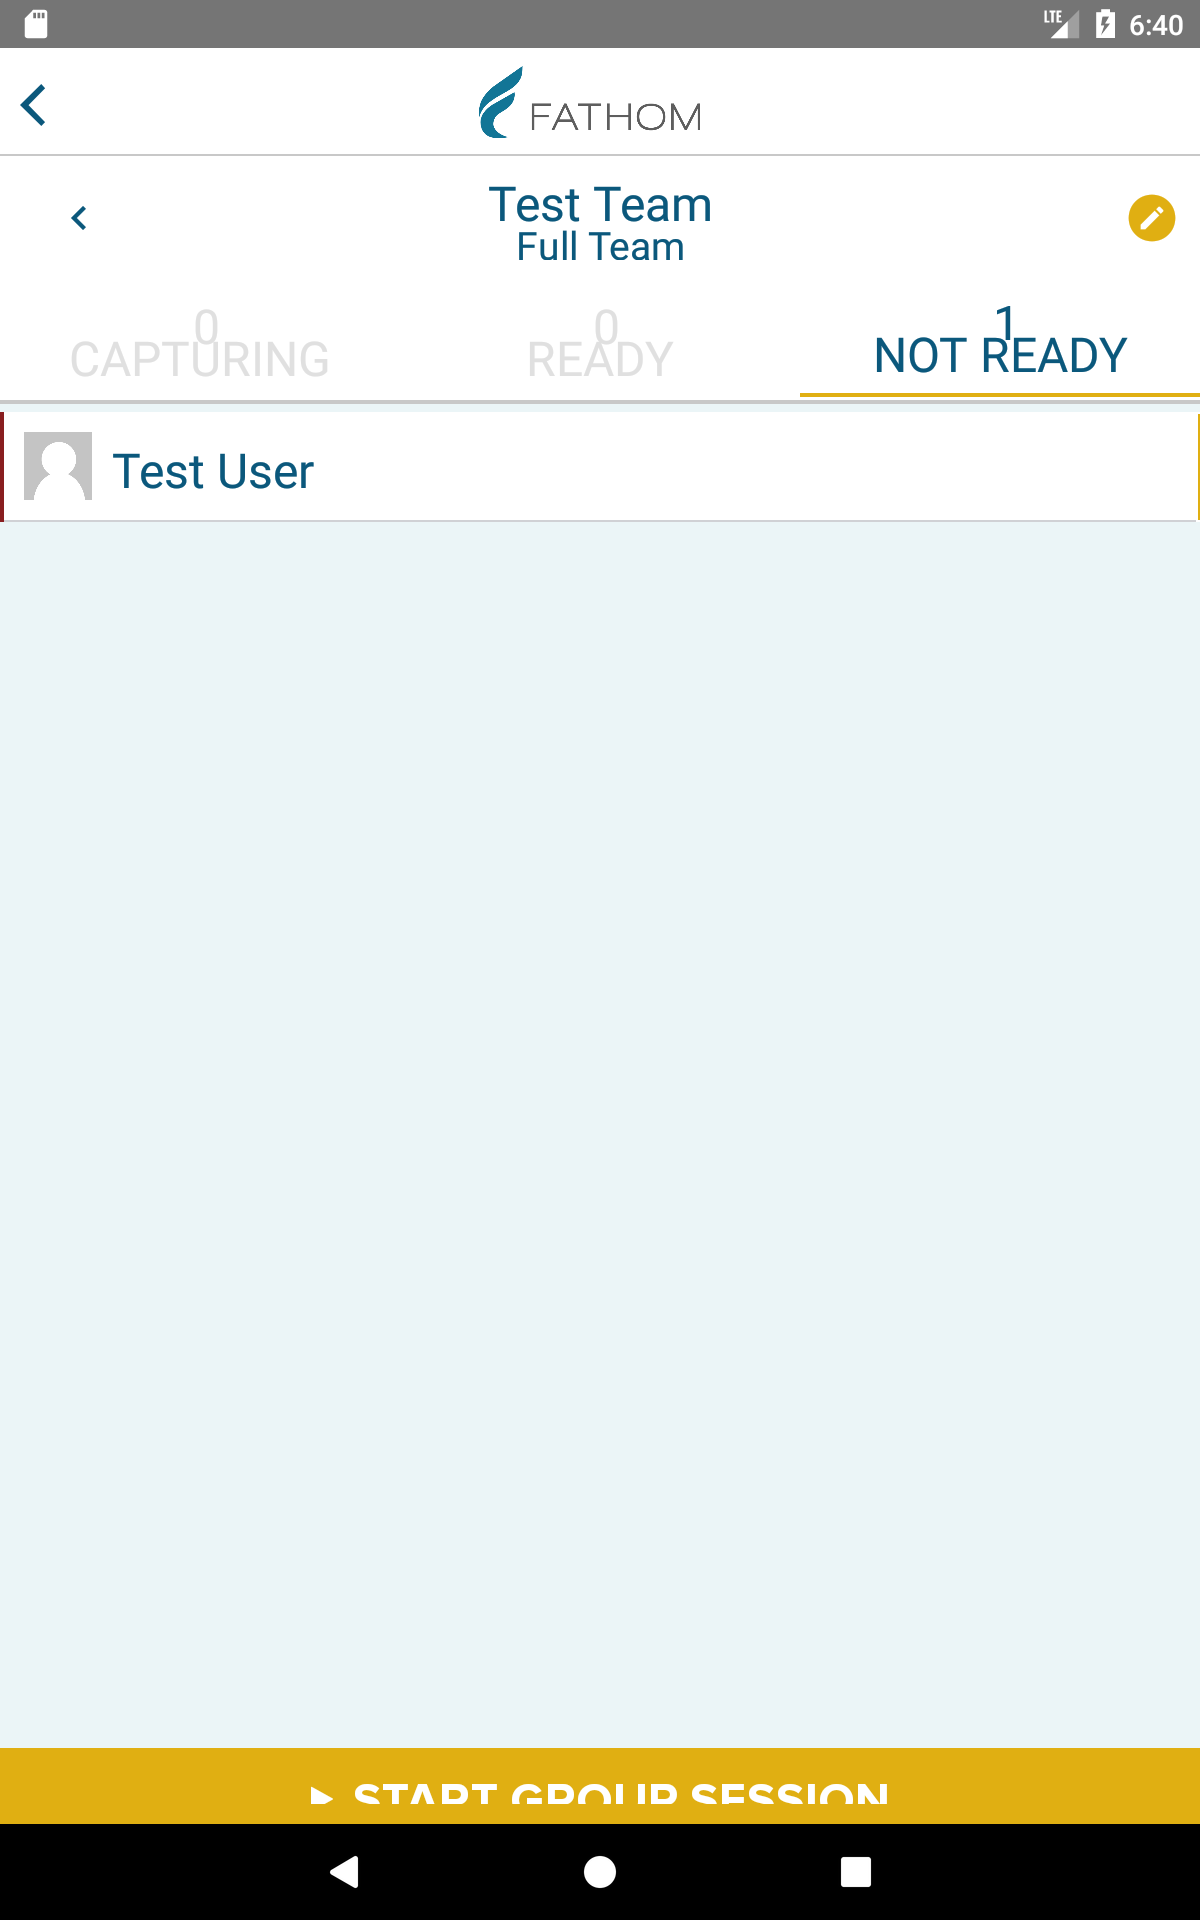 LTE 6:40
FATHOM
Test Team
Full Team
0
CAPTURING
0
READY
1
NOT READY
Test User
START GROUP SESSION